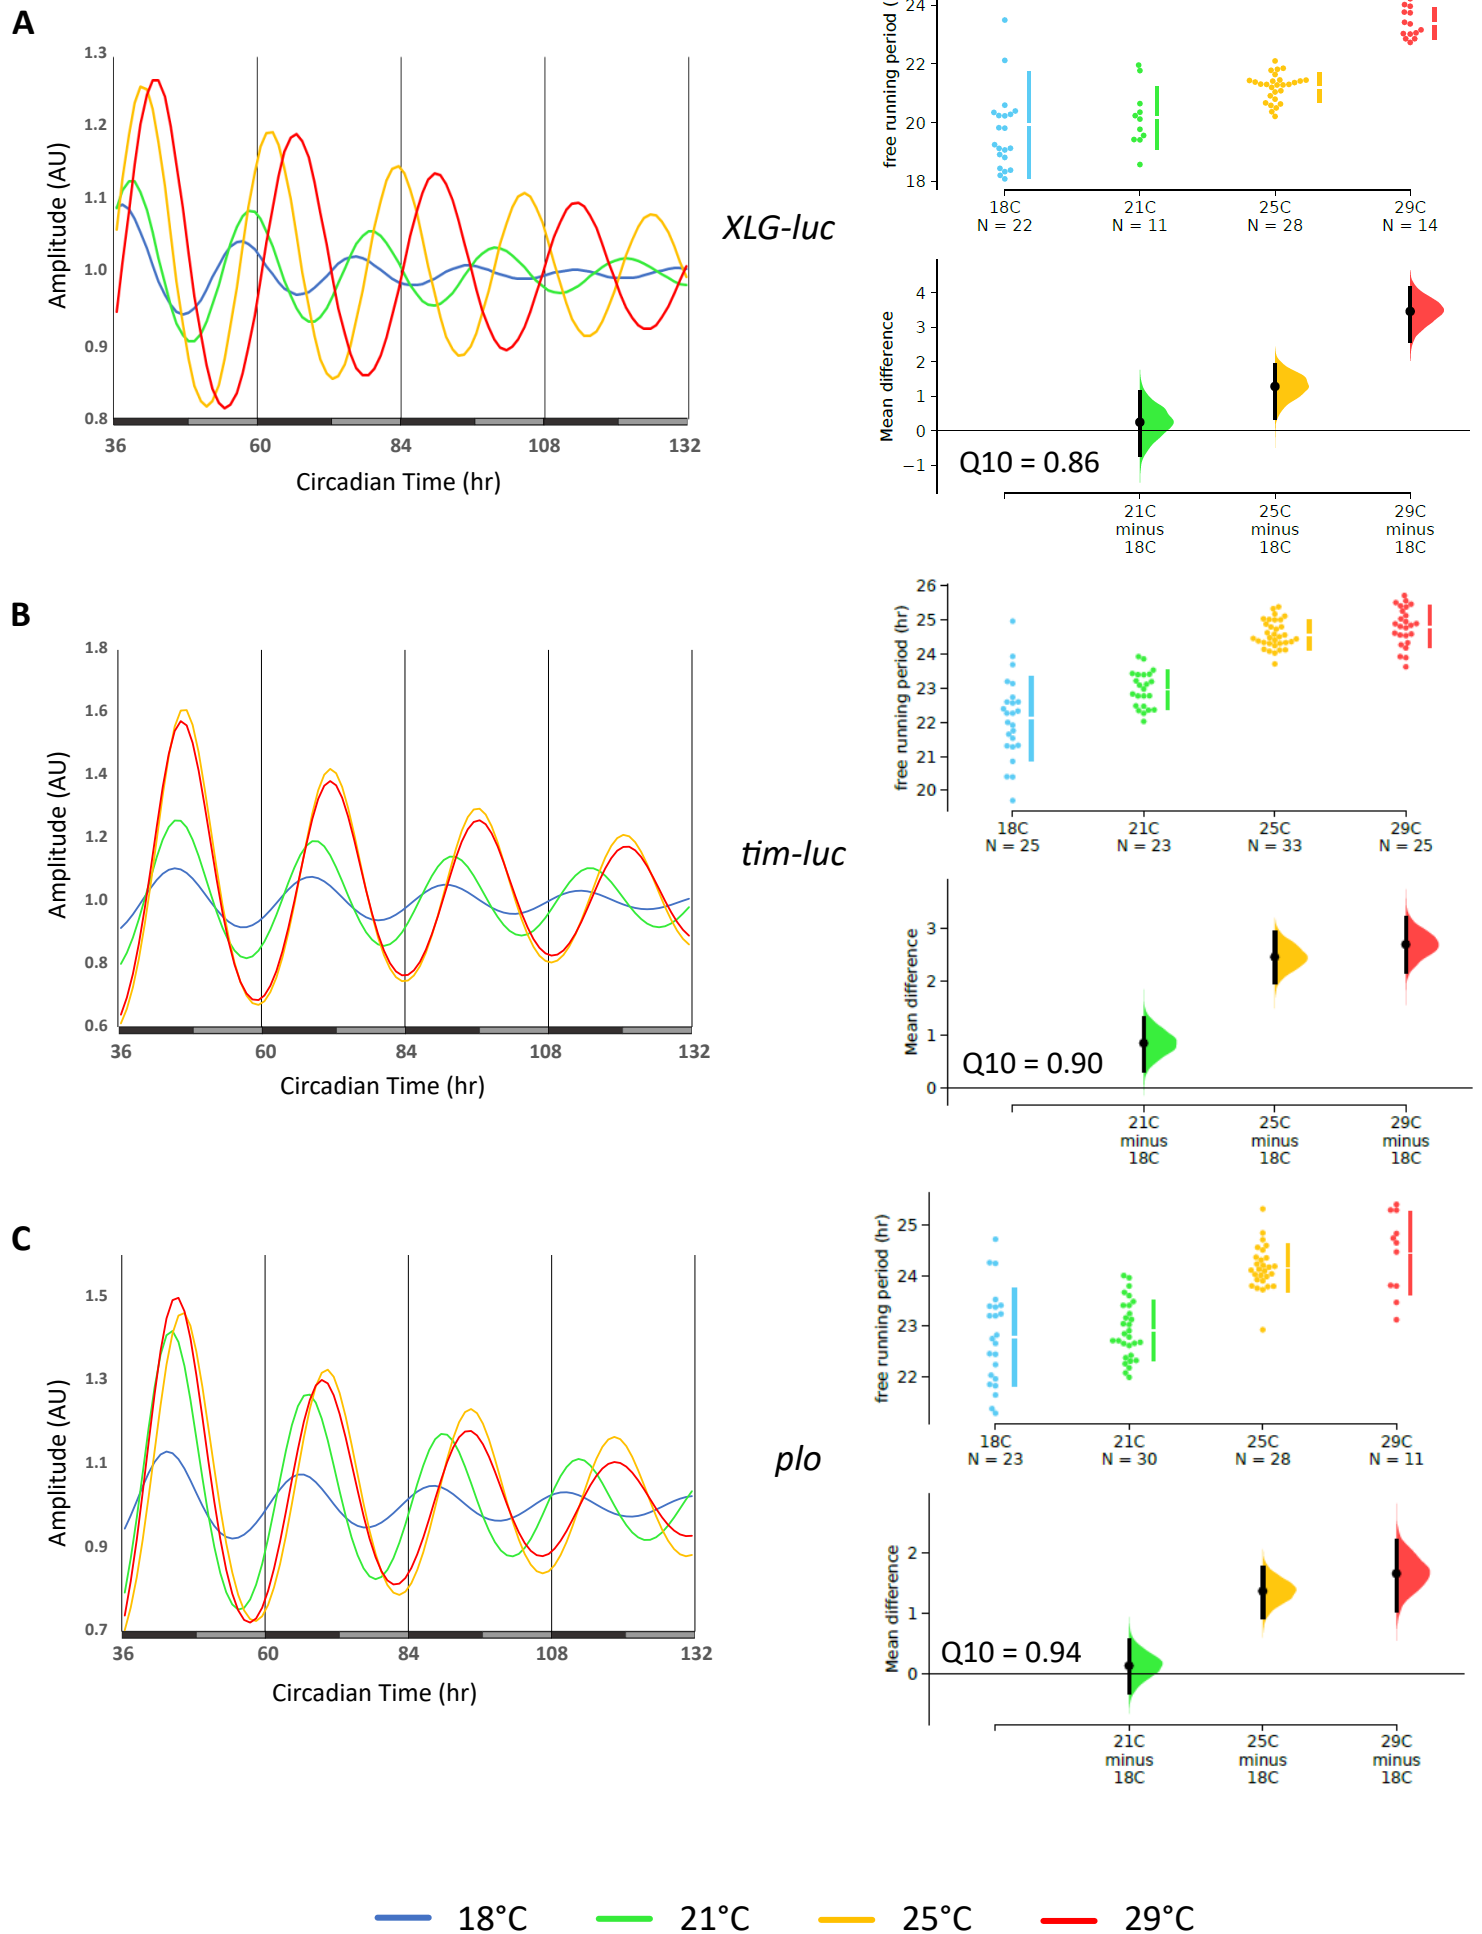 A
1.3
1.2
1.1
1.0
0.9
0.8
Amplitude (AU)
36
60
84
108
132
Circadian Time (hr)
XLG-luc
free running period (
24
22
20
18
18C
N = 22
21C
N = 11
25C
N = 28
29C
N = 14
Mean difference
4
3
2
1
0
−1
Q10 = 0.86
21C
minus
18C
25C
minus
18C
29C
minus
18C
B
1.8
1.6
1.4
1.2
1.0
0.8
0.6
Amplitude (AU)
36
60
84
108
132
Circadian Time (hr)
tim-luc
free running period (hr)
26
25
24
23
22
21
20
18C
N = 25
21C
N = 23
25C
N = 33
29C
N = 25
Mean difference
3
2
1
0
Q10 = 0.90
21C
minus
18C
25C
minus
18C
29C
minus
18C
C
1.5
1.3
1.1
0.9
0.7
Amplitude (AU)
36
60
84
108
132
Circadian Time (hr)
plo
free running period (hr)
25
24
23
22
18C
N = 23
21C
N = 30
25C
N = 28
29C
N = 11
Mean difference
2
1
0
Q10 = 0.94
21C
minus
18C
25C
minus
18C
29C
minus
18C
18°C
21°C
25°C
29°C